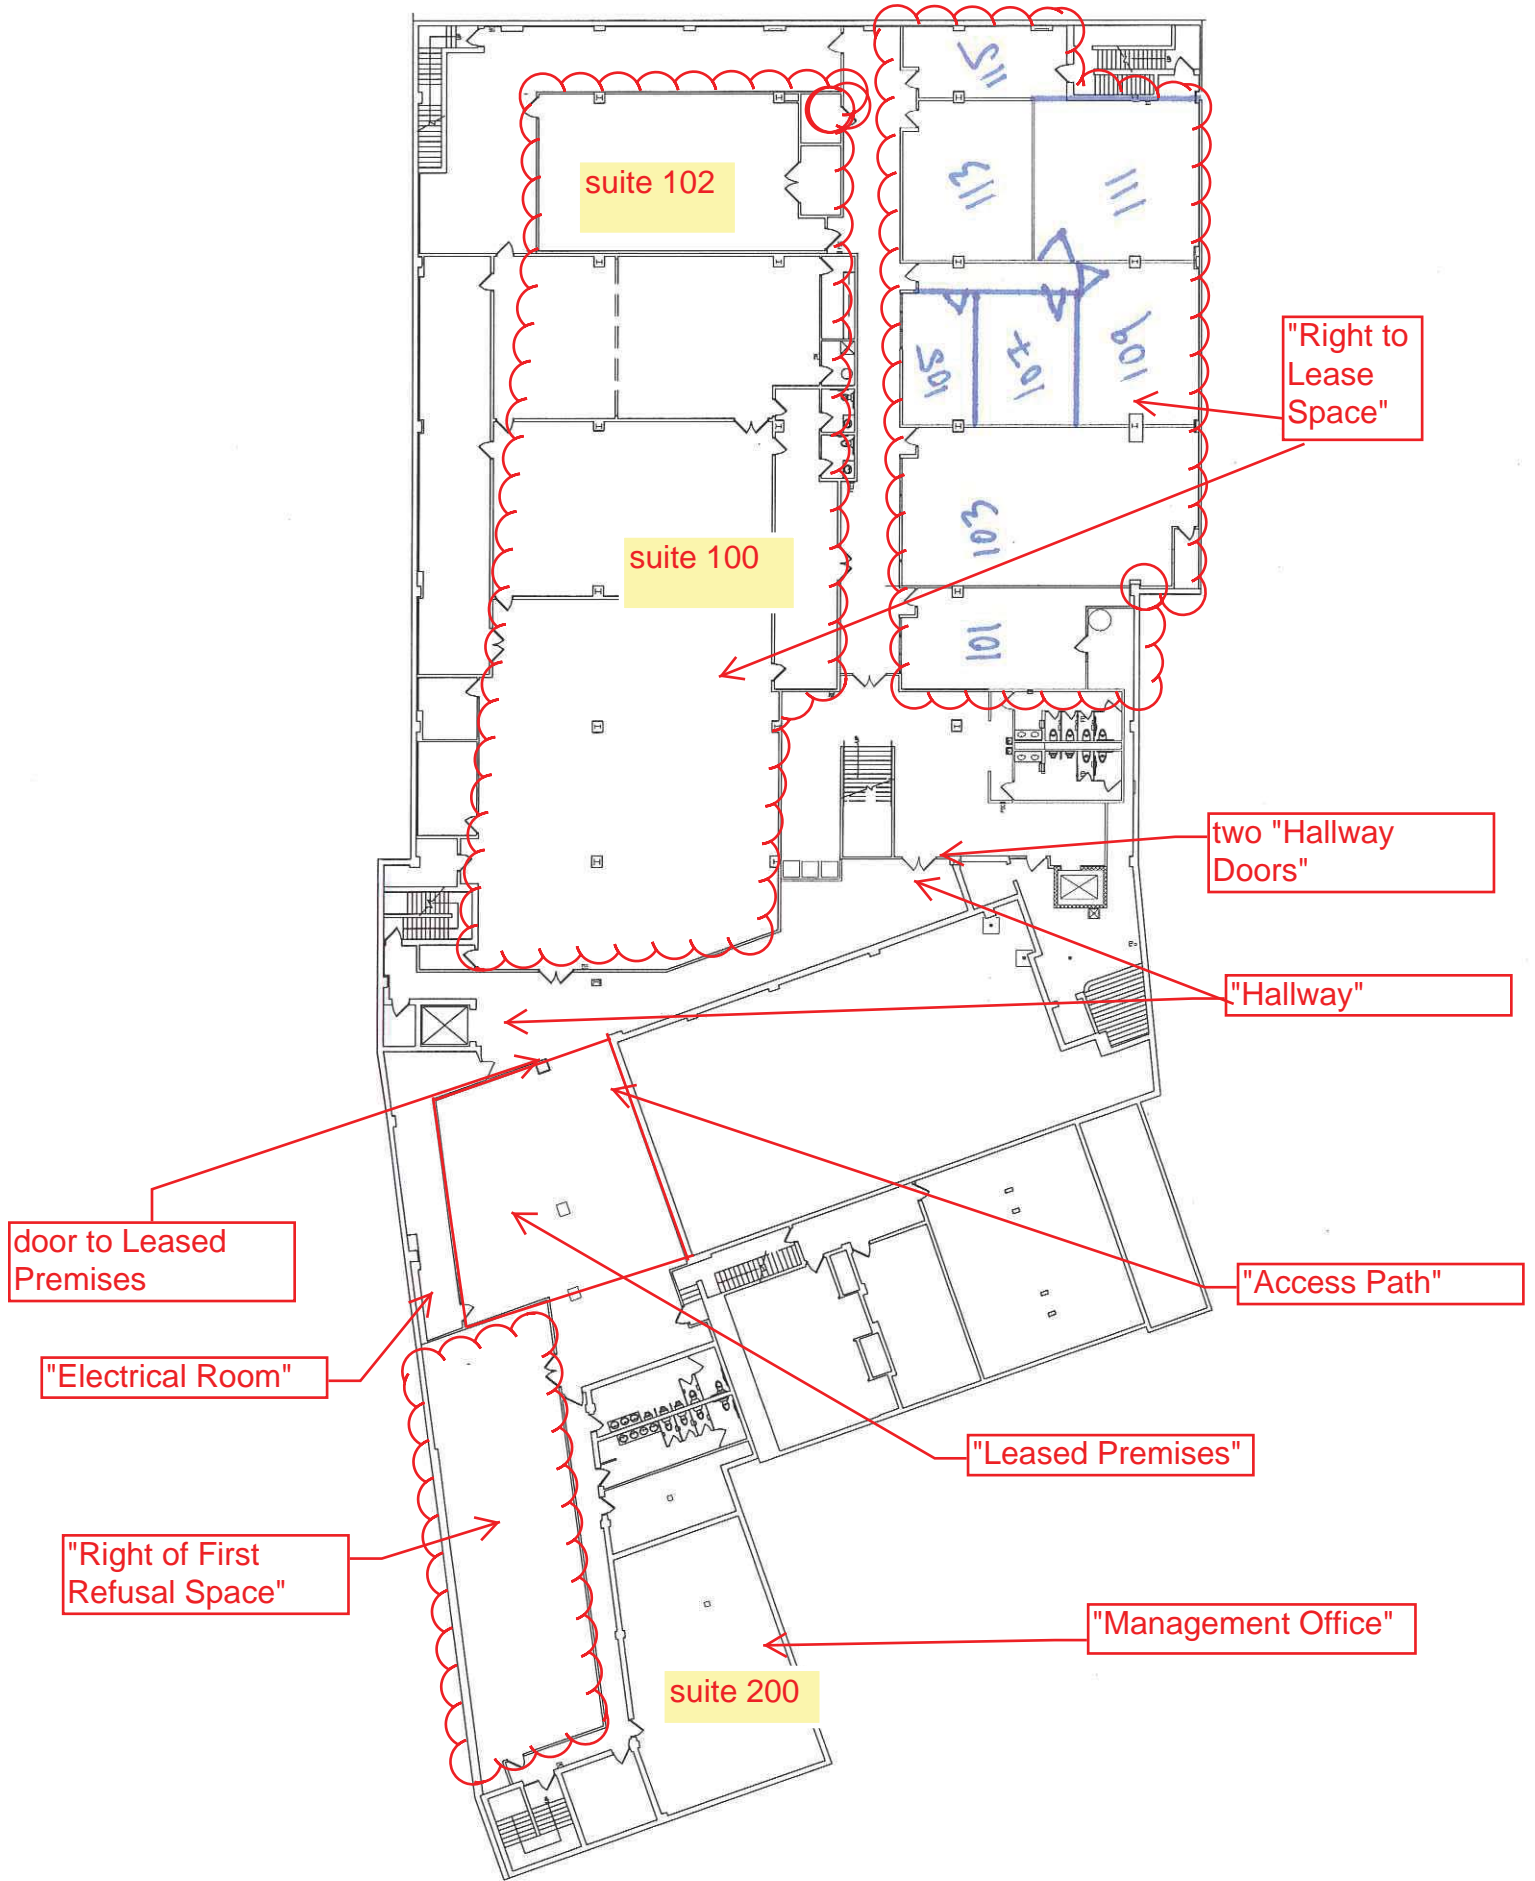 115
suite 102
113
111
105
107
109
"Right to
Lease
Space"
103
suite 100
101
two "Hallway
Doors"
"Hallway"
door to Leased
Premises
"Access Path"
"Electrical Room"
"Leased Premises"
"Right of First
Refusal Space"
"Management Office"
suite 200